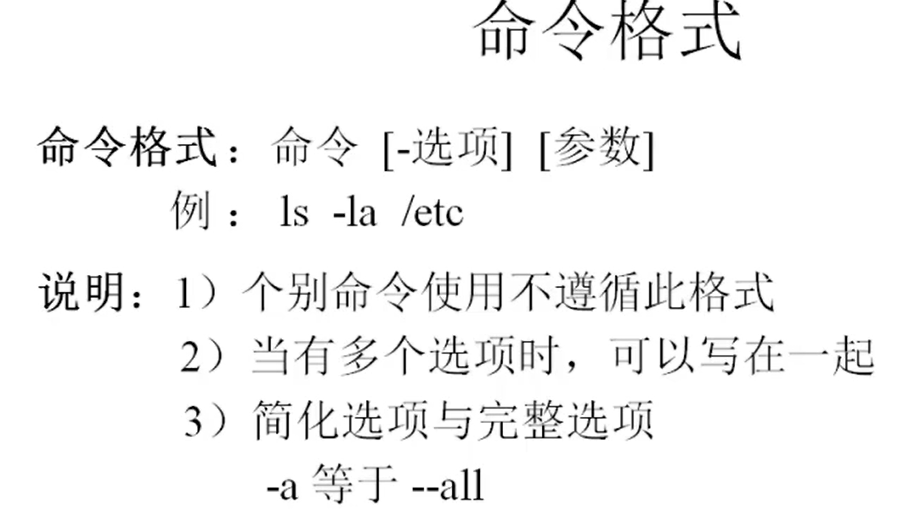 命令格式
命令格式：命令 [-选项] [参数]
例： ls -la /etc
说明：1）个别命令使用不遵循此格式
2）当有多个选项时，可以写在一起
3）简化选项与完整选项
-a 等于 --all